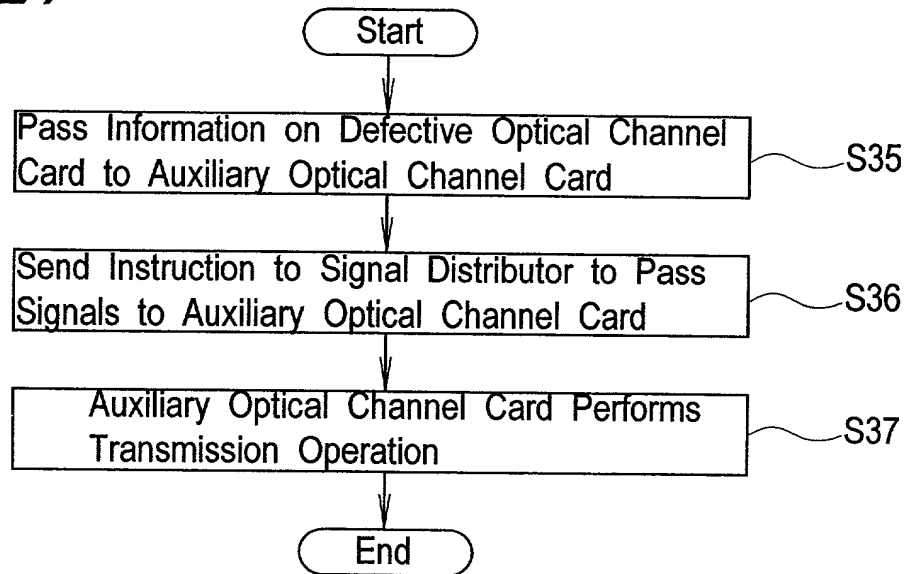 Start
Pass Information on Defective Optical Channel
Card to Auxiliary Optical Channel Card
S35
Send Instruction to Signal Distributor to Pass
Signals to Auxiliary Optical Channel Card
S36
Auxiliary Optical Channel Card Performs
Transmission Operation
S37
End